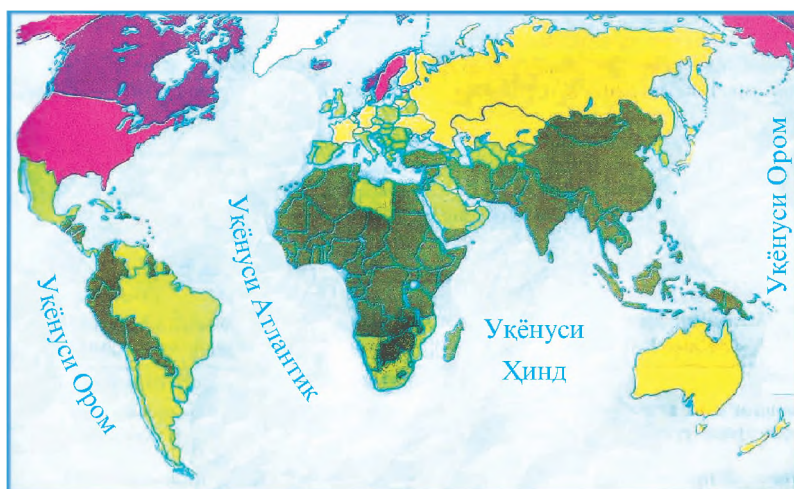 Уқёнуси Ором
Уқёнуси Атлантик
Уқёнуси
Ҳинд
Уқёнуси Ором